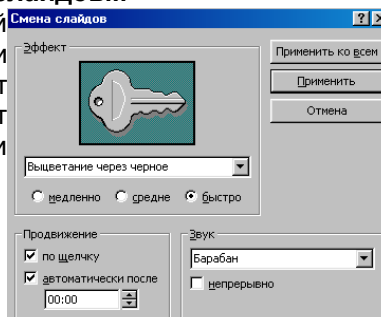 Смена слайдов
Эффект
Применить ко всем
Применить
Отмена
Выцветание через черное
медленно средне быстро
Продвижение
по щелчку
автоматически после
00:00
Звук
Барабан
непрерывно